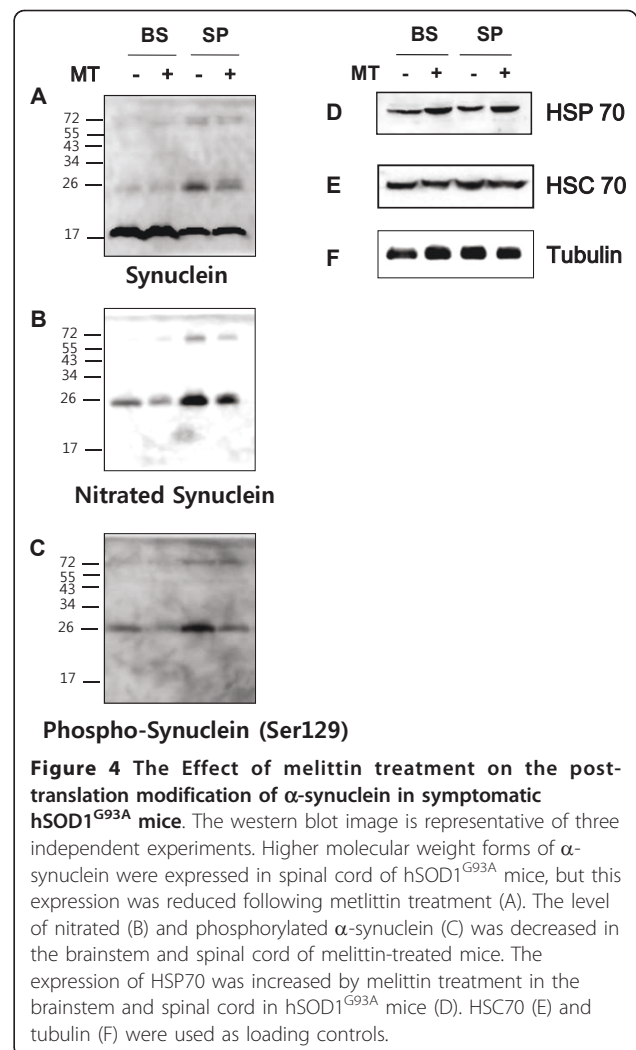 BS SP
MT - + - +
A
72
55
43
34
26
17
Synuclein
B
72
55
43
34
26
17
Nitrated Synuclein
C
72
55
43
34
26
17
Phospho-Synuclein (Ser129)
BS SP
MT - + - +
D HSP 70
E HSC 70
F Tubulin
Figure 4 The Effect of melittin treatment on the post-
translation modification of α-synuclein in symptomatic
hSOD1^G93A mice. The western blot image is representative of three
independent experiments. Higher molecular weight forms of α-
synuclein were expressed in spinal cord of hSOD1^G93A mice, but this
expression was reduced following metlittin treatment (A). The level
of nitrated (B) and phosphorylated α-synuclein (C) was decreased in
the brainstem and spinal cord of melittin-treated mice. The
expression of HSP70 was increased by melittin treatment in the
brainstem and spinal cord in hSOD1^G93A mice (D). HSC70 (E) and
tubulin (F) were used as loading controls.